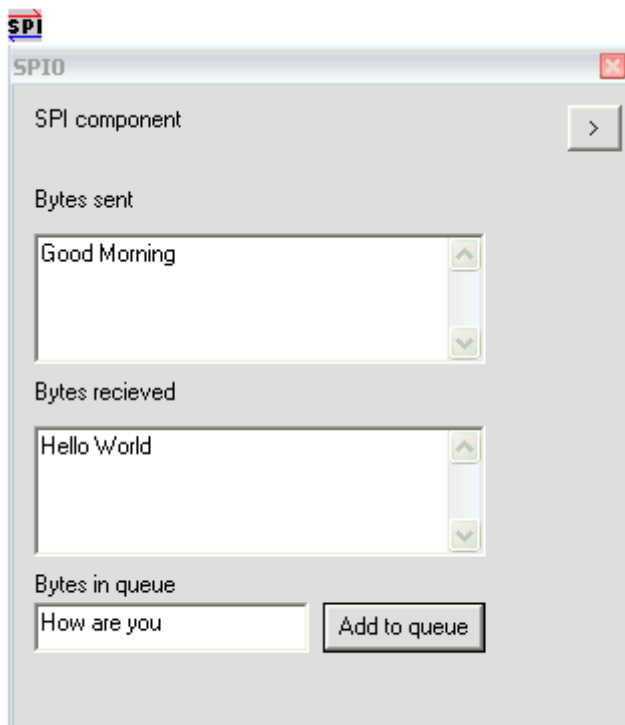 SPI
SPI0
SPI component
>
Bytes sent
Good Morning
Bytes recieved
Hello World
Bytes in queue
How are you
Add to queue